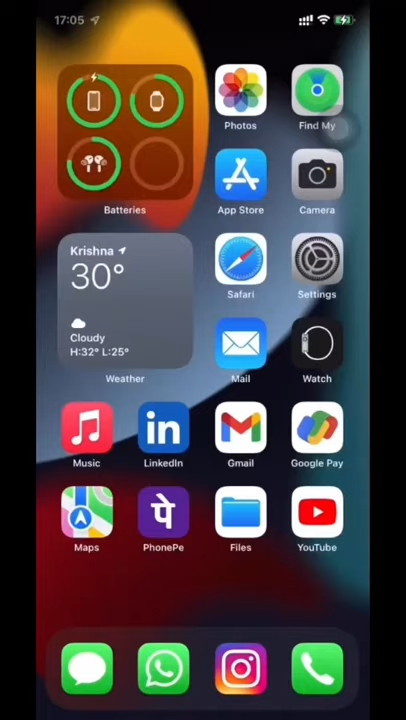 17:05
Batteries
Photos
Find My
App Store
Camera
Krishna
30°
Cloudy
H:32° L:25°
Weather
Safari
Settings
Mail
Watch
Music
in
LinkedIn
Gmail
Google Pay
Maps
पे
PhonePe
Files
YouTube